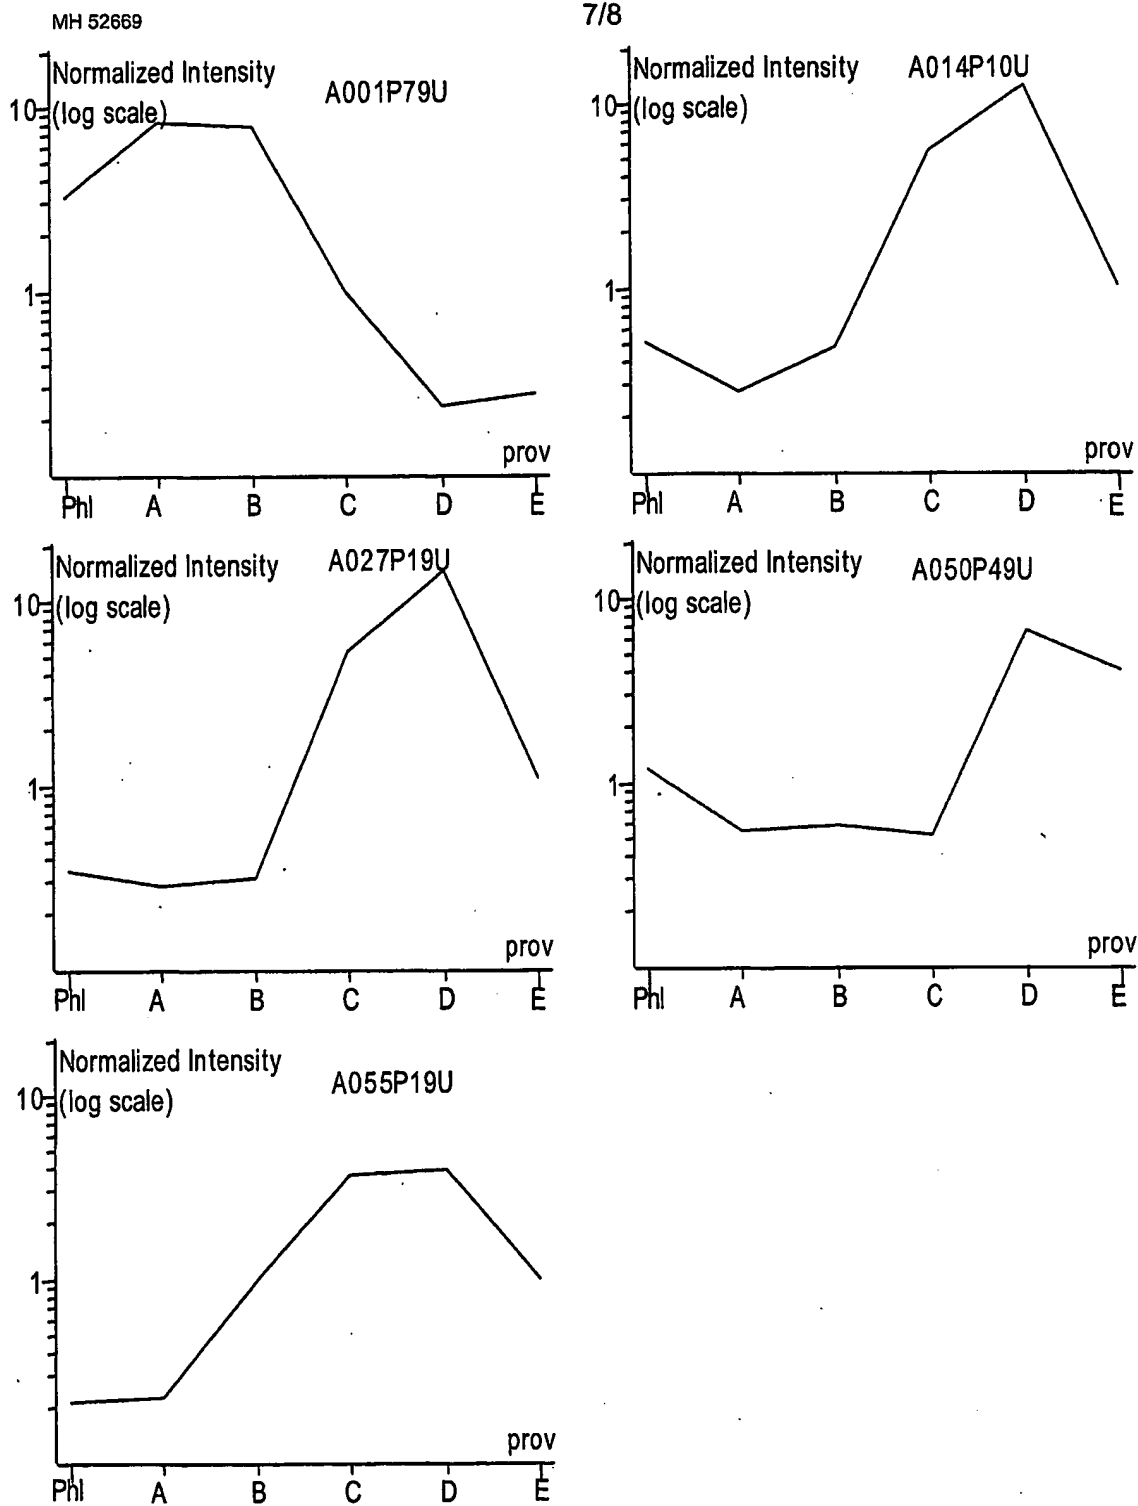 MH 52669
7/8
Normalized Intensity
(log scale)
A001P79U
10
1
prov
Phl A B C D E
Normalized Intensity
(log scale)
A014P10U
10
1
prov
Phl A B C D E
Normalized Intensity
(log scale)
A027P19U
10
1
prov
Phl A B C D E
Normalized Intensity
(log scale)
A050P49U
10
1
prov
Phl A B C D E
Normalized Intensity
(log scale)
A055P19U
10
1
prov
Phl A B C D E